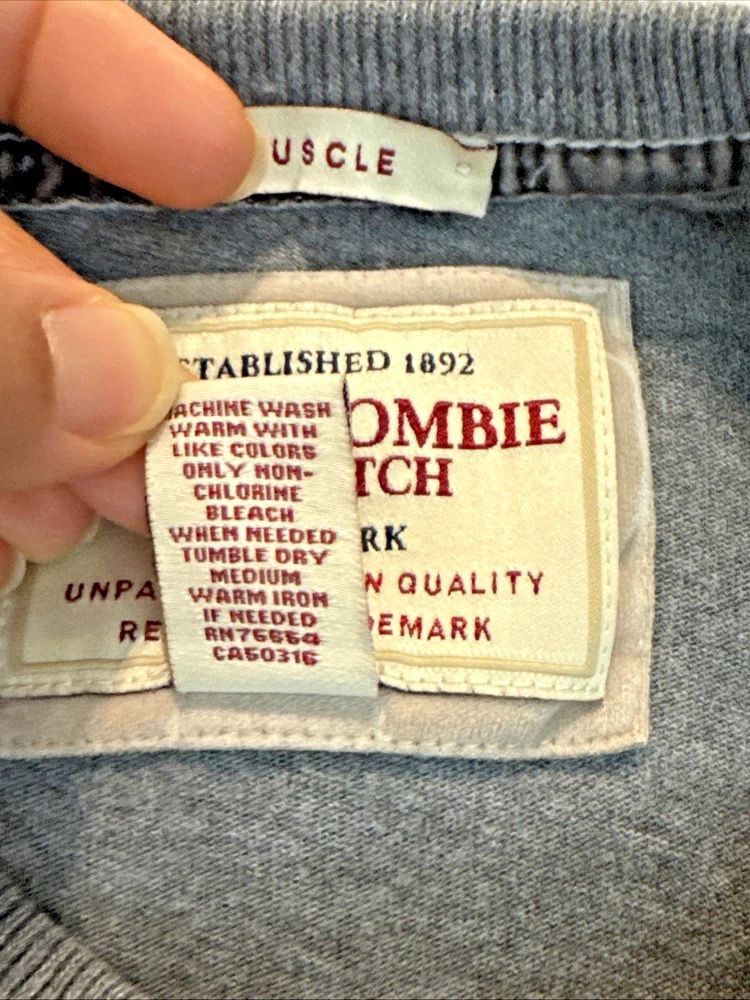 USCLE
TABLISHED 1892
OMBIE
TCH
RK
UNPA N QUALITY
RE DEMARK
ACHINE WASH
WARM WITH
LIKE COLORS
ONLY NON-
CHLORINE
BLEACH
WHEN NEEDED
TUMBLE DRY
MEDIUM
WARM IRON
IF NEEDED
RN75654
CA50316